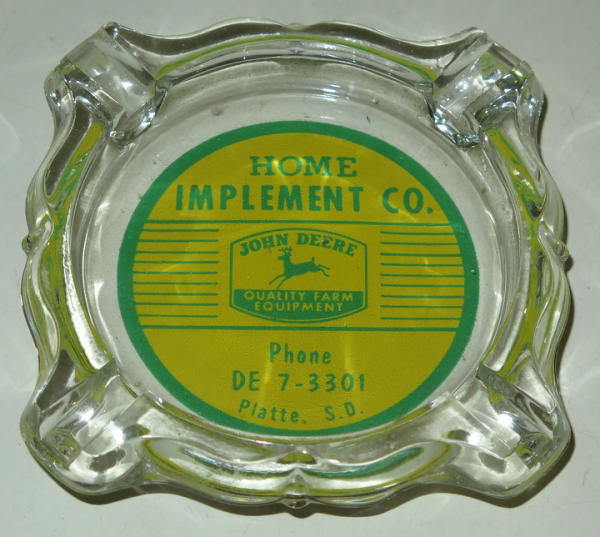 HOME
IMPLEMENT CO.
JOHN DEERE
QUALITY FARM
EQUIPMENT
Phone
DE 7-3301
Platte, S.D.